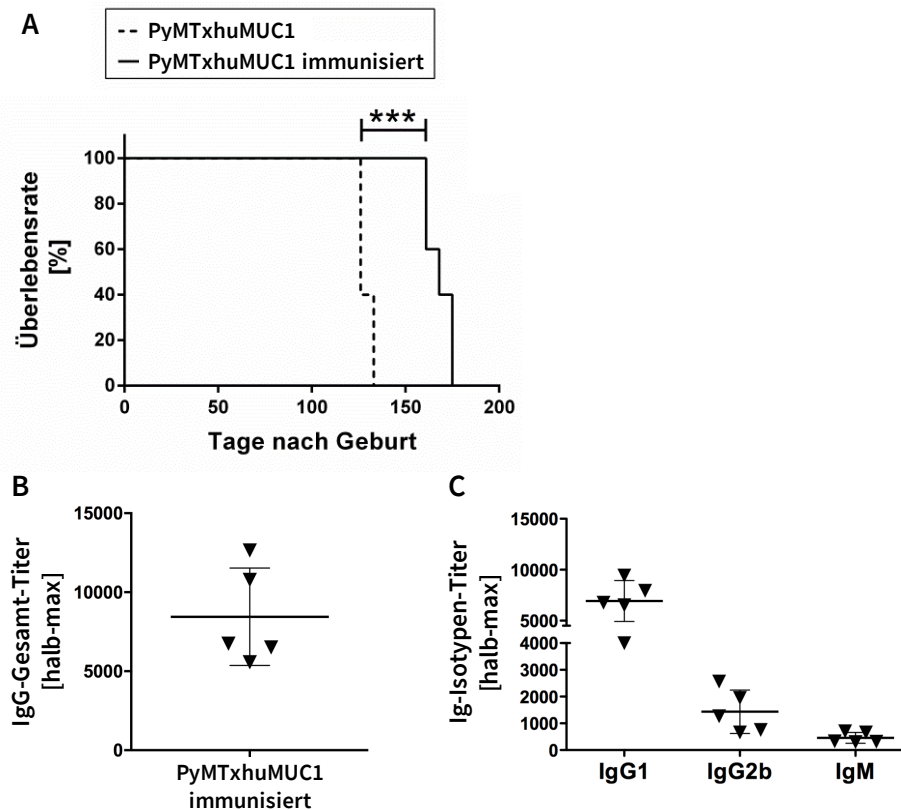 A
PyMTxhuMUC1
PyMTxhuMUC1 immunisiert
***
100
80
60
40
20
0
Überlebensrate
[%]
0 50 100 150 200
Tage nach Geburt
B
15000
10000
5000
0
IgG-Gesamt-Titer
[halb-max]
PyMTxhuMUC1
immunisiert
C
15000
10000
5000
4000
3000
2000
1000
0
Ig-Isotypen-Titer
[halb-max]
IgG1 IgG2b IgM